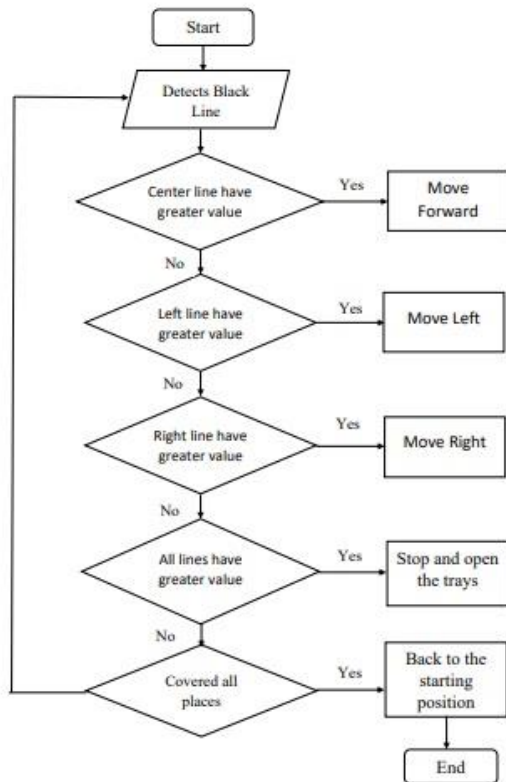 Start
Detects Black
Line
Center line have
greater value
Yes
Move
Forward
No
Left line have
greater value
Yes
Move Left
No
Right line have
greater value
Yes
Move Right
No
All lines have
greater value
Yes
Stop and open
the trays
No
Covered all
places
Yes
Back to the
starting
position
End